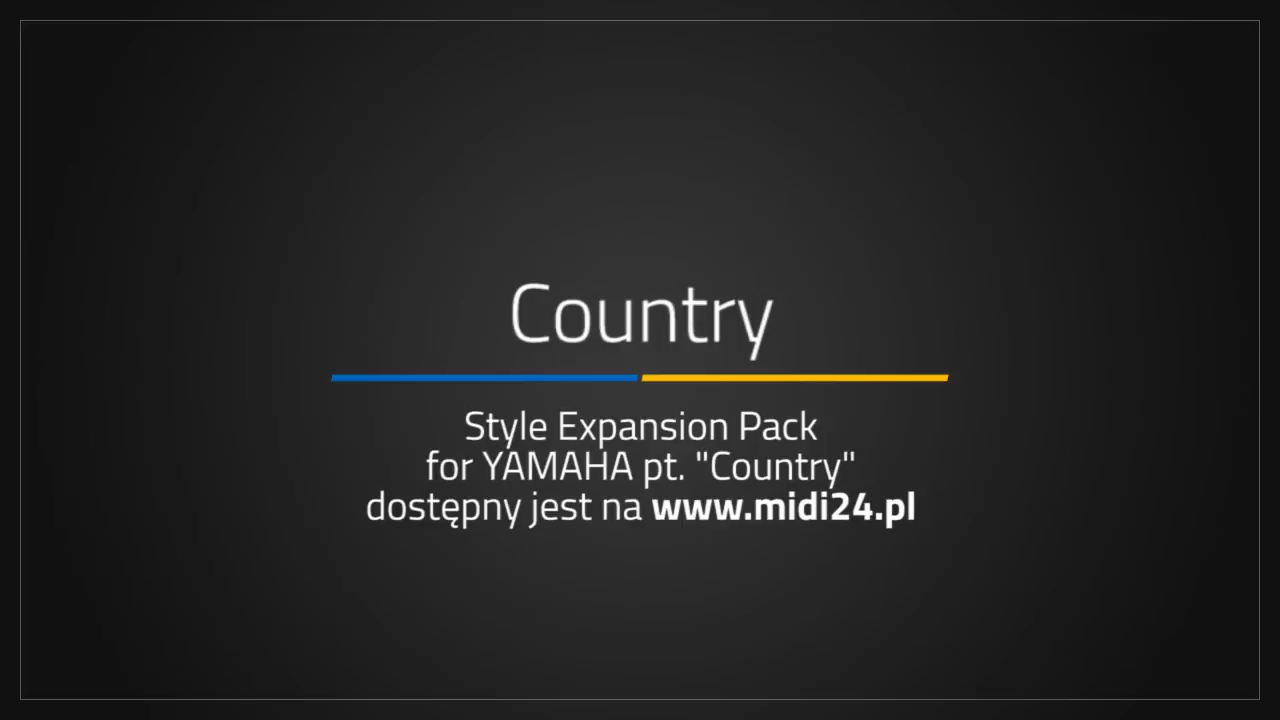 Country
Style Expansion Pack
for YAMAHA pt. "Country"
dostępny jest na www.midi24.pl